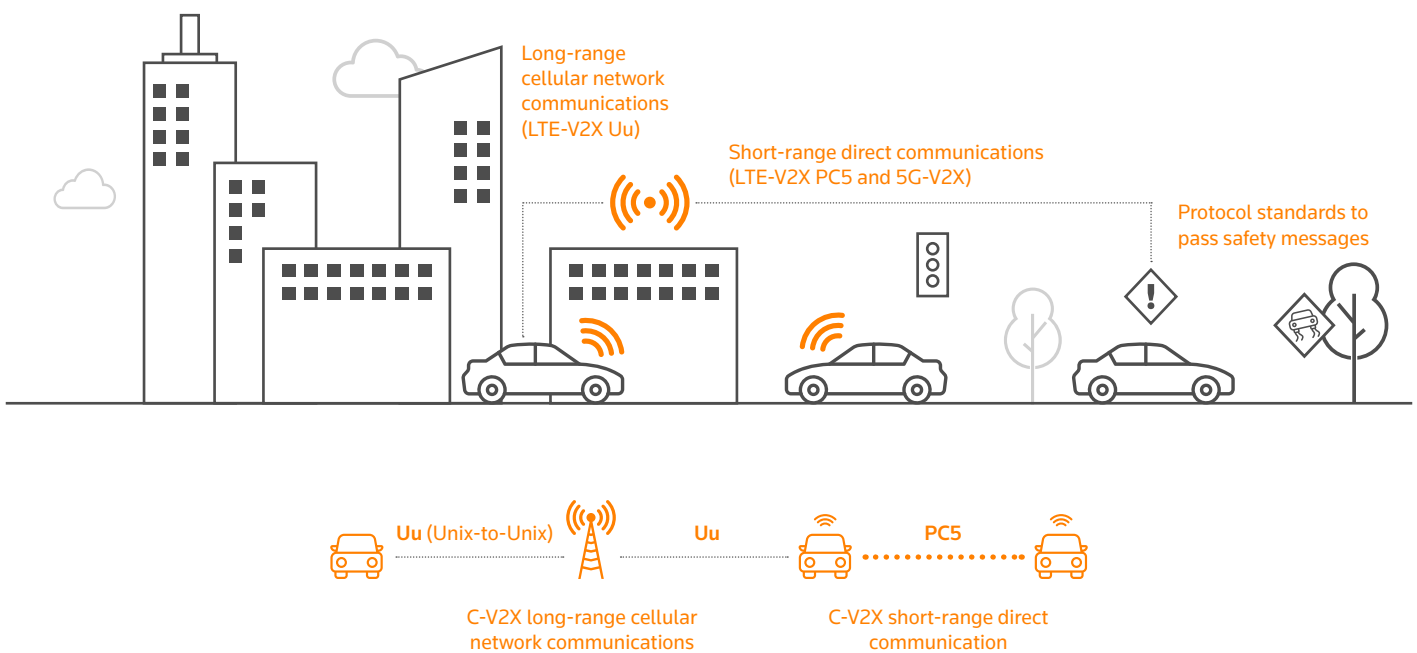 Long-range
cellular network
communications
(LTE-V2X Uu)
Short-range direct communications
(LTE-V2X PC5 and 5G-V2X)
Protocol standards to
pass safety messages
!
Uu (Unix-to-Unix)
Uu
PC5
C-V2X long-range cellular
network communications
C-V2X short-range direct
communication